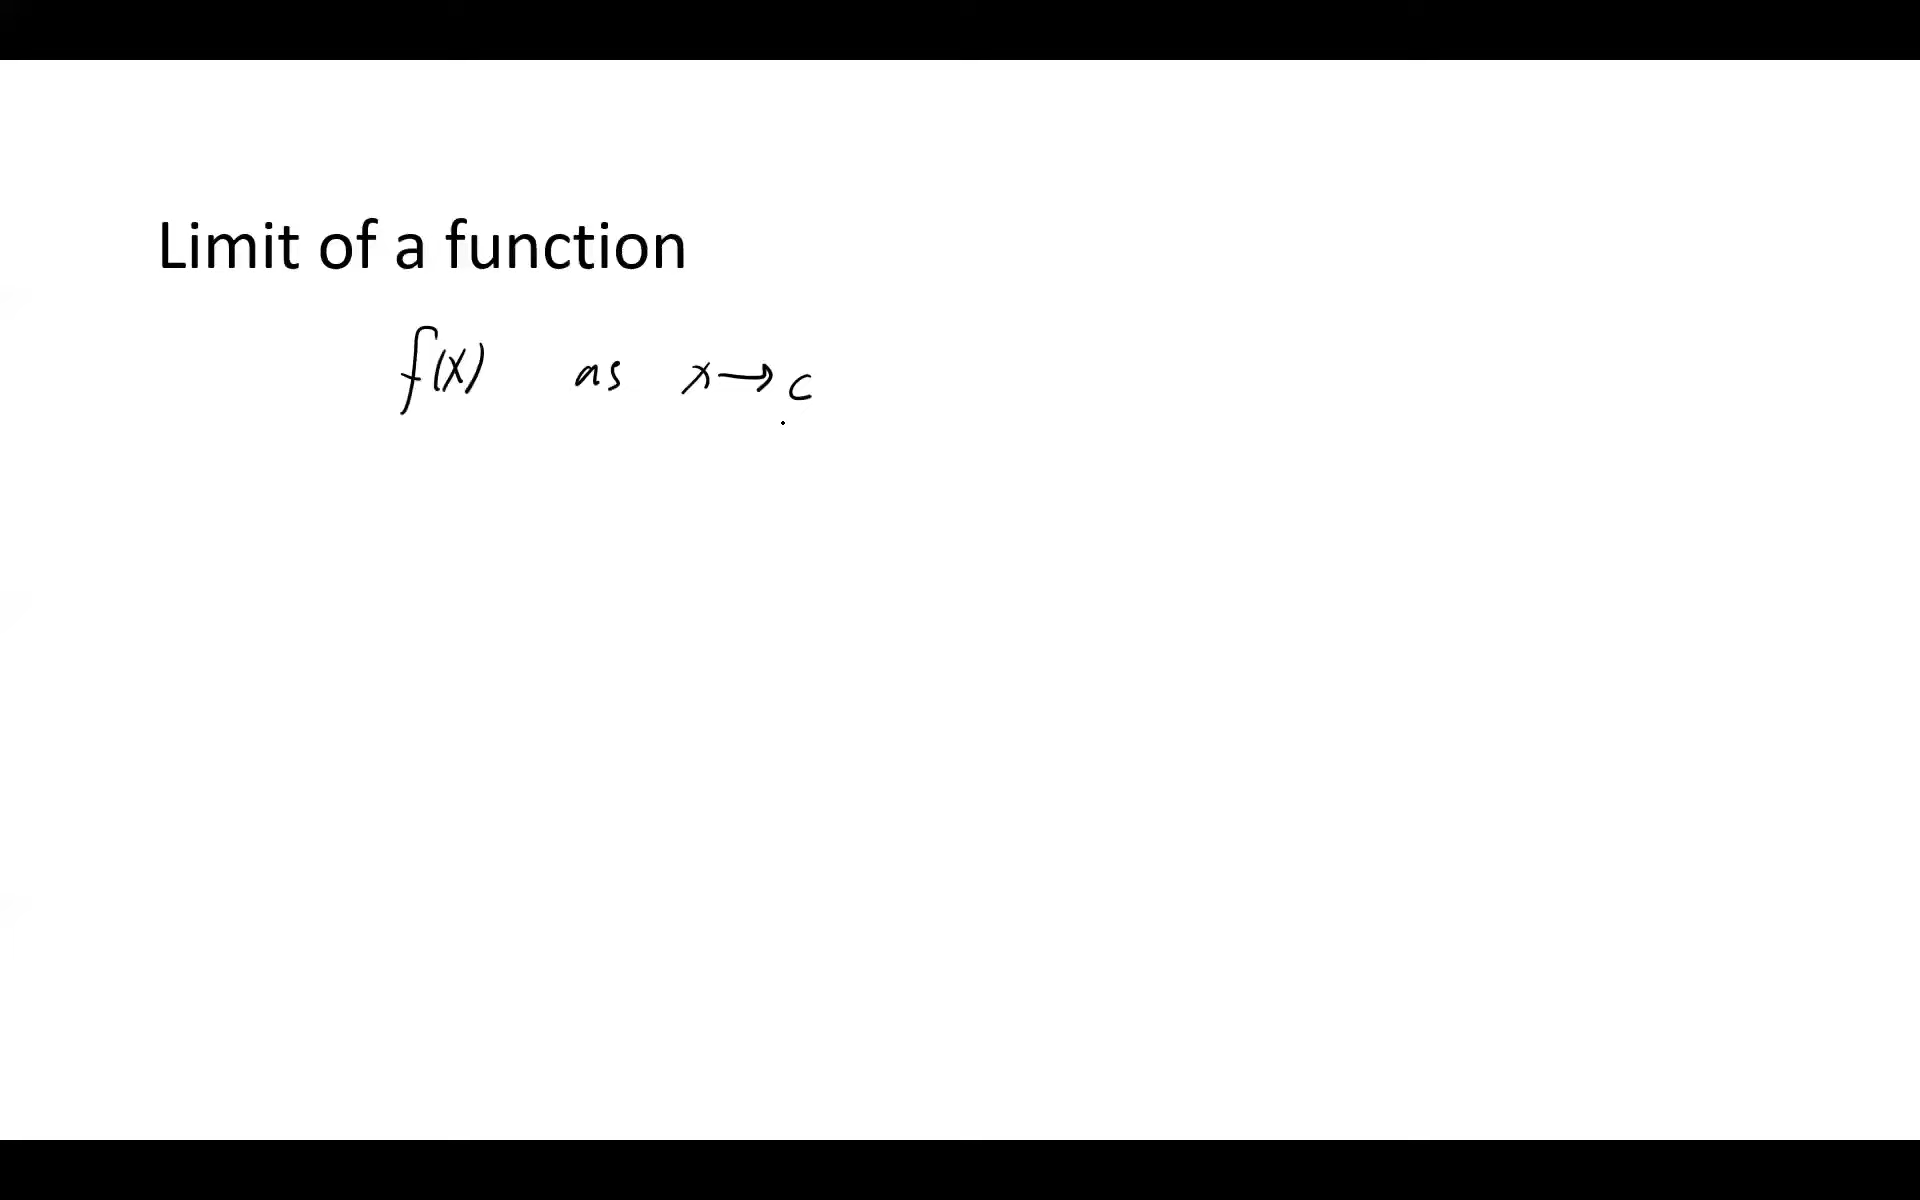 Limit of a function
f(x) as x→c